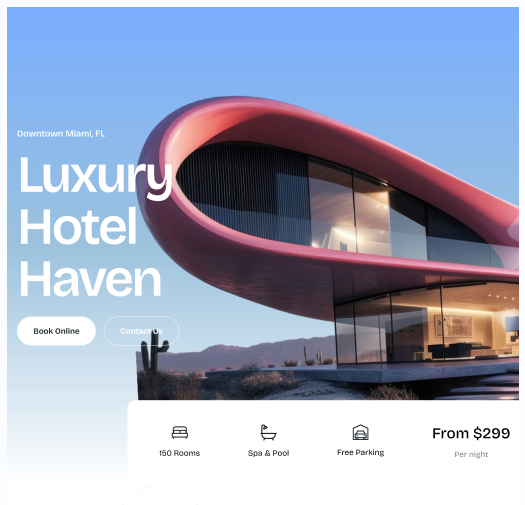 Downtown Miami, FL
Luxury
Hotel
Haven
Book Online
Contact Us
150 Rooms
Spa & Pool
Free Parking
From $299
Per night